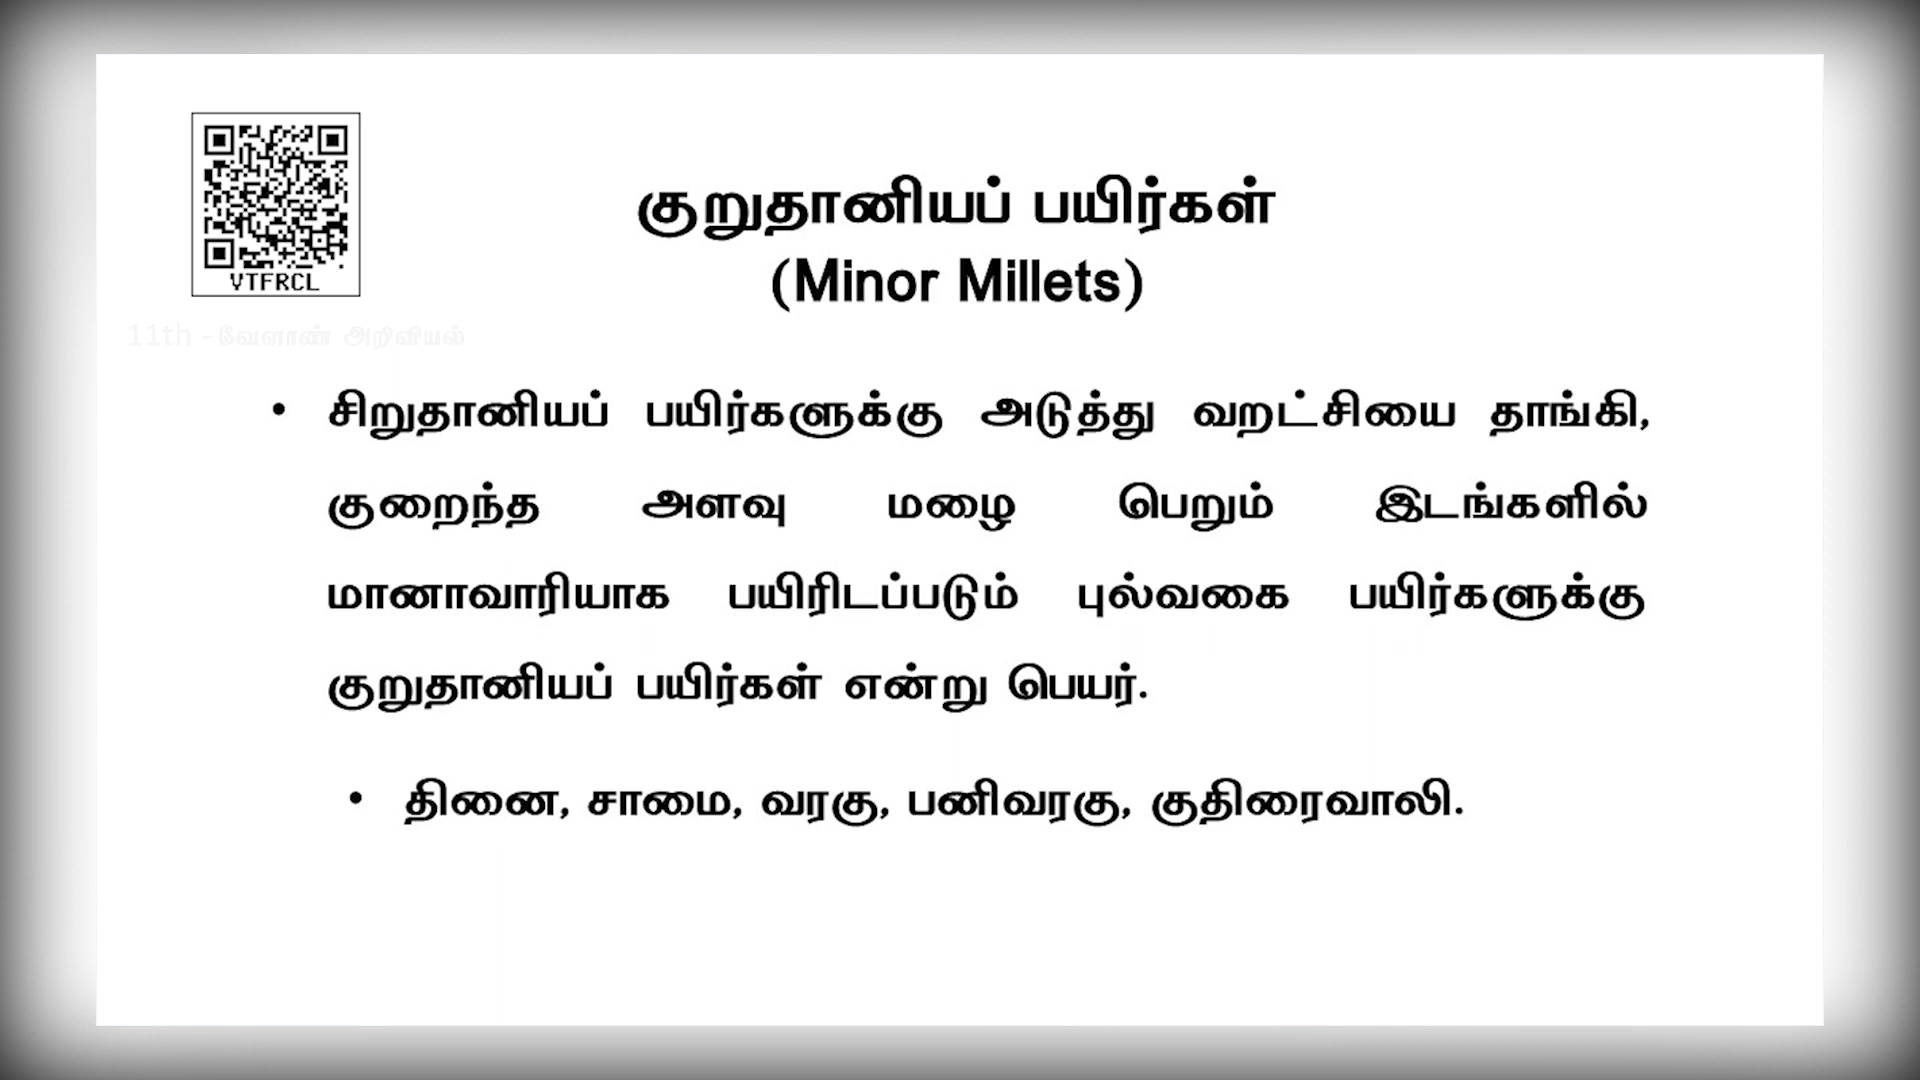 VTFRCL
குறுதானியப் பயிர்கள்
(Minor Millets)
11th - வேளாண் அறிவியல்
• சிறுதானியப் பயிர்களுக்கு அடுத்து வறட்சியை தாங்கி,
குறைந்த அளவு மழை பெறும் இடங்களில்
மானாவாரியாக பயிரிடப்படும் புல்வகை பயிர்களுக்கு
குறுதானியப் பயிர்கள் என்று பெயர்.
• தினை, சாமை, வரகு, பனிவரகு, குதிரைவாலி.